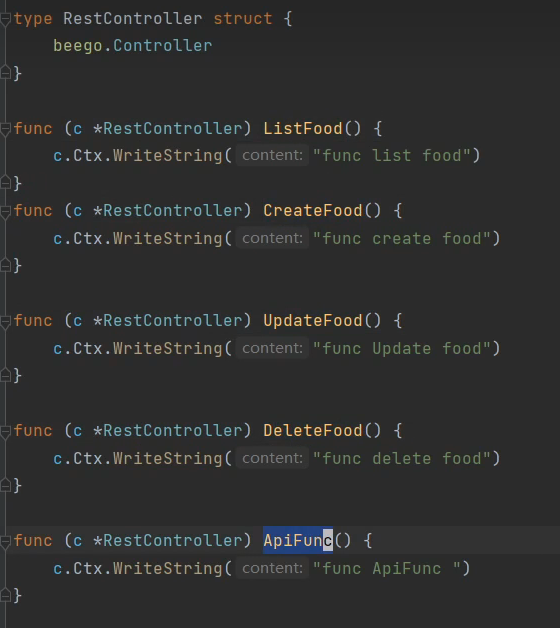 type RestController struct {
    beego.Controller
}

func (c *RestController) ListFood() {
    c.Ctx.WriteString( content: "func list food")
}
func (c *RestController) CreateFood() {
    c.Ctx.WriteString( content: "func create food")
}

func (c *RestController) UpdateFood() {
    c.Ctx.WriteString( content: "func Update food")
}

func (c *RestController) DeleteFood() {
    c.Ctx.WriteString( content: "func delete food")
}

func (c *RestController) ApiFunc() {
    c.Ctx.WriteString( content: "func ApiFunc ")
}